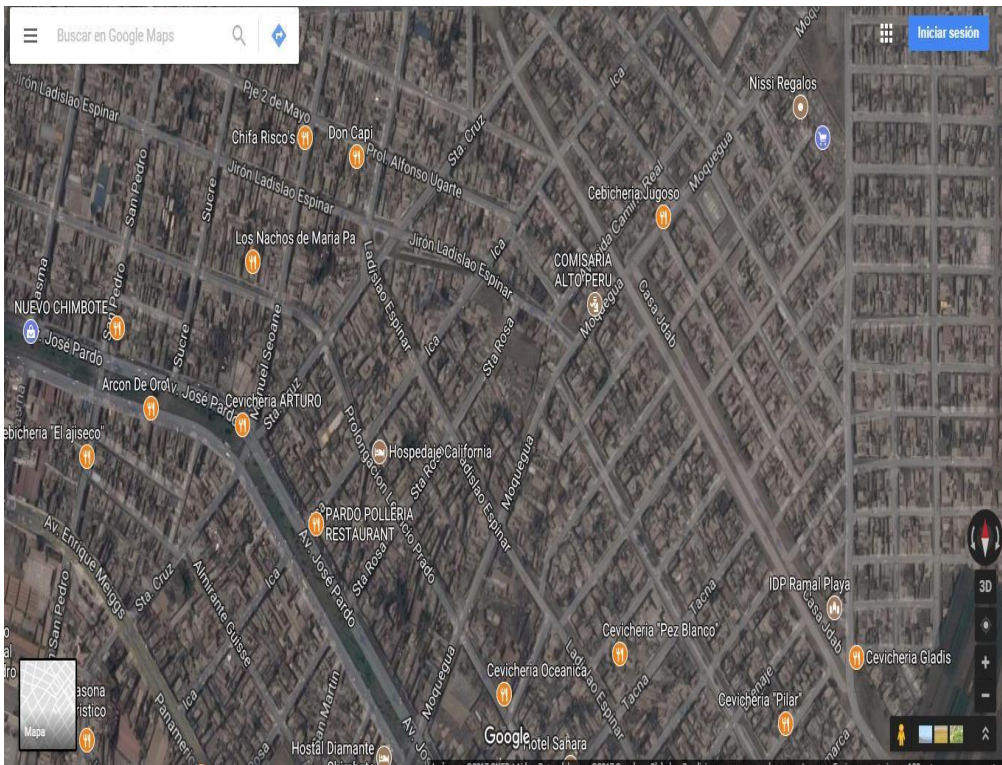 Buscar en Google Maps
Iniciar sesión
Moquegua
Ica
Nissi Regalos
Jirón Ladislao Espinar
Pje 2 de Mayo
Chifa Risco's
Don Capi
Sta. Cruz
Prol. Alfonso Ugarte
Moquegua
San Pedro
Sucre
Jirón Ladislao Espinar
Cebicheria Jugoso
Los Nachos de Maria Pa
Ladislao Espinar
Jirón Ladislao Espinar
Ica
COMISARIA
ALTO PERU
Moquegua
Casa Jdab
NUEVO CHIMBOTE
San Pedro
José Pardo
Sucre
Manuel Seoane
Ica
Sta Rosa
Arcon De Oro
Av. José Pardo
Cevicheria ARTURO
Sta. Cruz
"El ajiseco"
Hospedaje California
Prolongacion Leoncio Prado
Sta Rosa
Ladislao Espinar
Moquegua
PARDO POLLERIA
RESTAURANT
Av. Enrique Meiggs
Av. José Pardo
Sta Rosa
San Pedro
Sta. Cruz
Almirante Guisse
Ica
IDP Ramal Playa
Casa Jdab
3D
Tacna
Cevicheria "Pez Blanco"
Cevicheria Gladis
Moquegua
Cevicheria Oceanica
Ladislao Espinar
Tacna
Cevicheria "Pilar"
Ica
Mapa
Google
Hotel Sahara
Hostal Diamante